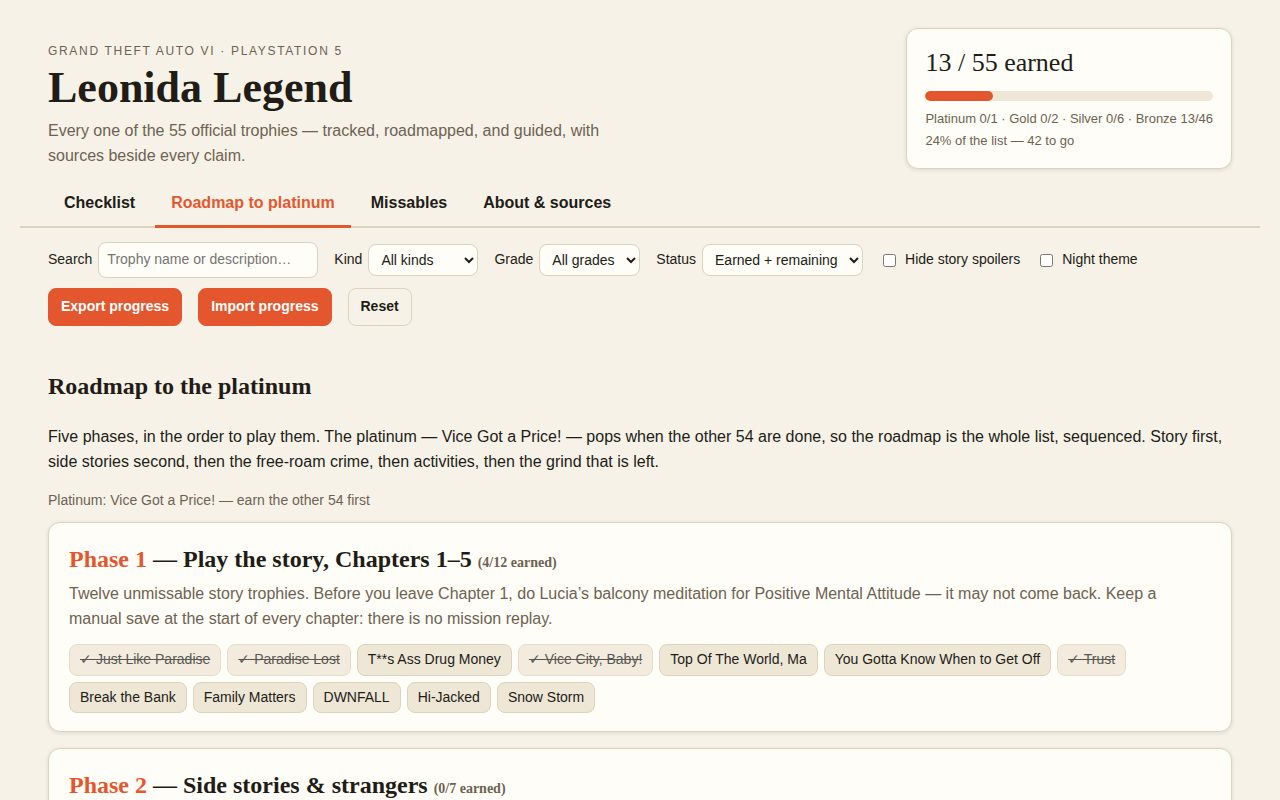 GRAND THEFT AUTO VI · PLAYSTATION 5
Leonida Legend
Every one of the 55 official trophies — tracked, roadmapped, and guided, with
sources beside every claim.
13 / 55 earned
Platinum 0/1 · Gold 0/2 · Silver 0/6 · Bronze 13/46
24% of the list — 42 to go
Checklist Roadmap to platinum Missables About & sources
Search Trophy name or description… Kind All kinds Grade All grades Status Earned + remaining Hide story spoilers Night theme
Export progress Import progress Reset
Roadmap to the platinum
Five phases, in the order to play them. The platinum — Vice Got a Price! — pops when the other 54 are done, so the roadmap is the whole list, sequenced. Story first,
side stories second, then the free-roam crime, then activities, then the grind that is left.
Platinum: Vice Got a Price! — earn the other 54 first
Phase 1 — Play the story, Chapters 1–5 (4/12 earned)
Twelve unmissable story trophies. Before you leave Chapter 1, do Lucia’s balcony meditation for Positive Mental Attitude — it may not come back. Keep a
manual save at the start of every chapter: there is no mission replay.
✓ Just Like Paradise ✓ Paradise Lost T**s Ass Drug Money ✓ Vice City, Baby! Top Of The World, Ma You Gotta Know When to Get Off ✓ Trust
Break the Bank Family Matters DWNFALL Hi-Jacked Snow Storm
Phase 2 — Side stories & strangers (0/7 earned)